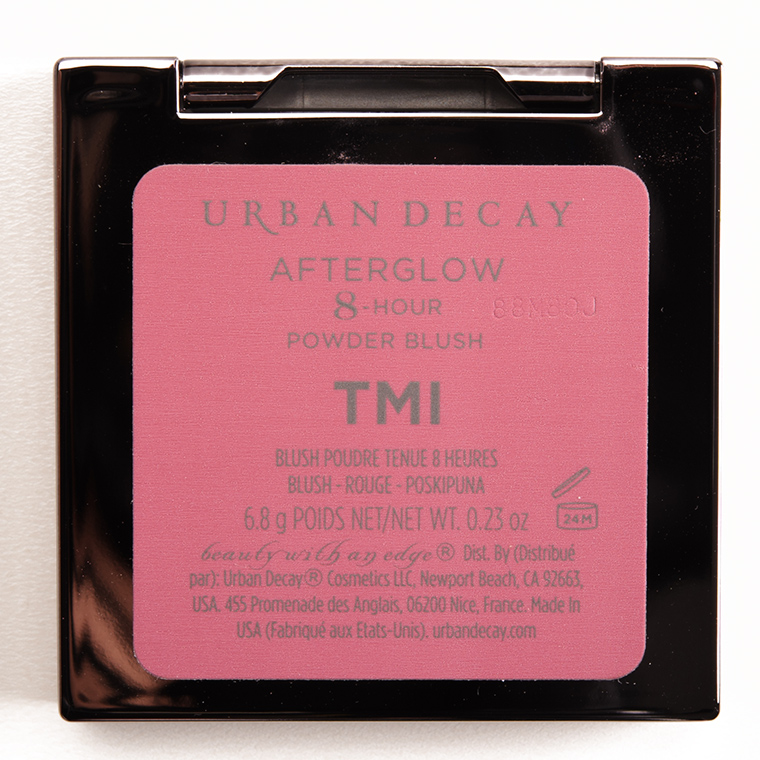 URBAN DECAY
AFTERGLOW
8-HOUR
88M80J
POWDER BLUSH
TMI
BLUSH POUDRE TENUE 8 HEURES
BLUSH - ROUGE - POSKIPUNA
6.8 g POIDS NET/NET WT. 0.23 oz
24M
beauty with an edge® Dist. By (Distribué
par): Urban Decay® Cosmetics LLC, Newport Beach, CA 92663,
USA. 455 Promenade des Anglais, 06200 Nice, France. Made In
USA (Fabriqué aux Etats-Unis). urbandecay.com